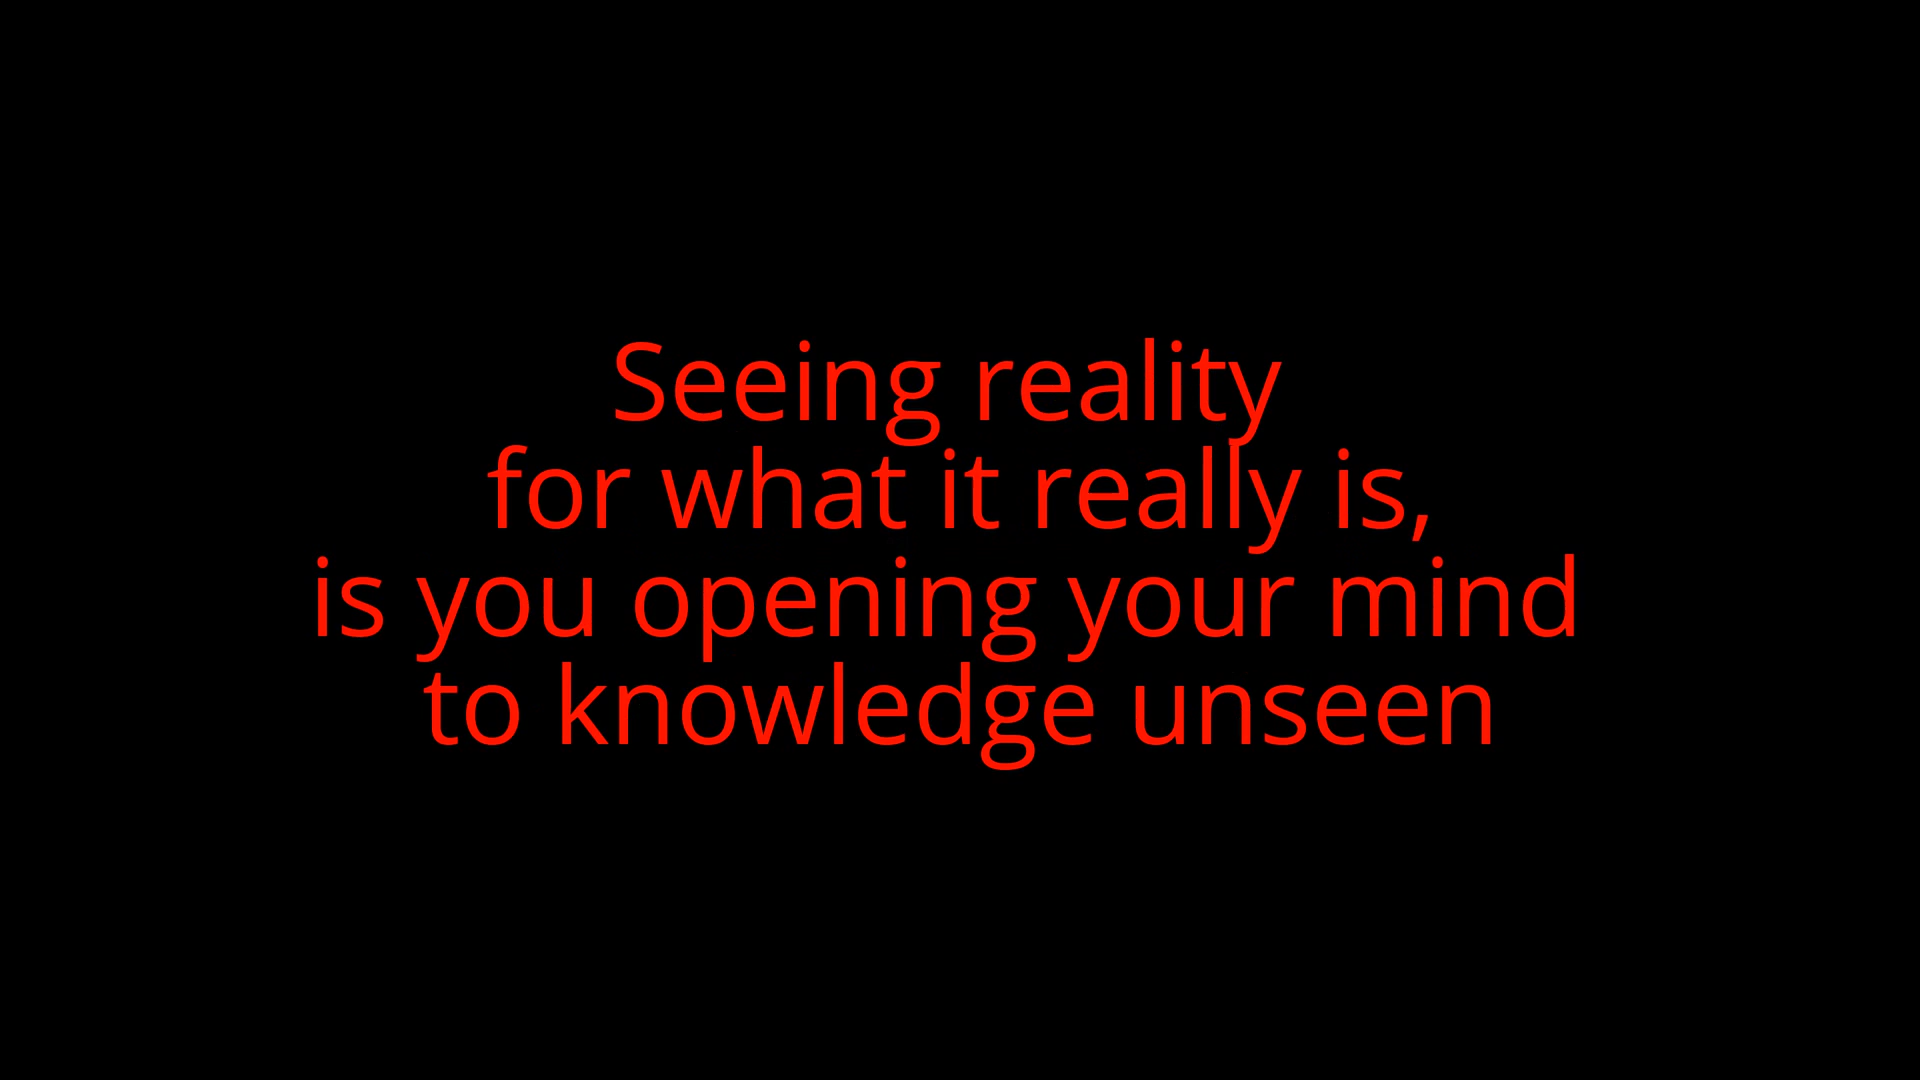 Seeing reality
for what it really is,
is you opening your mind
to knowledge unseen